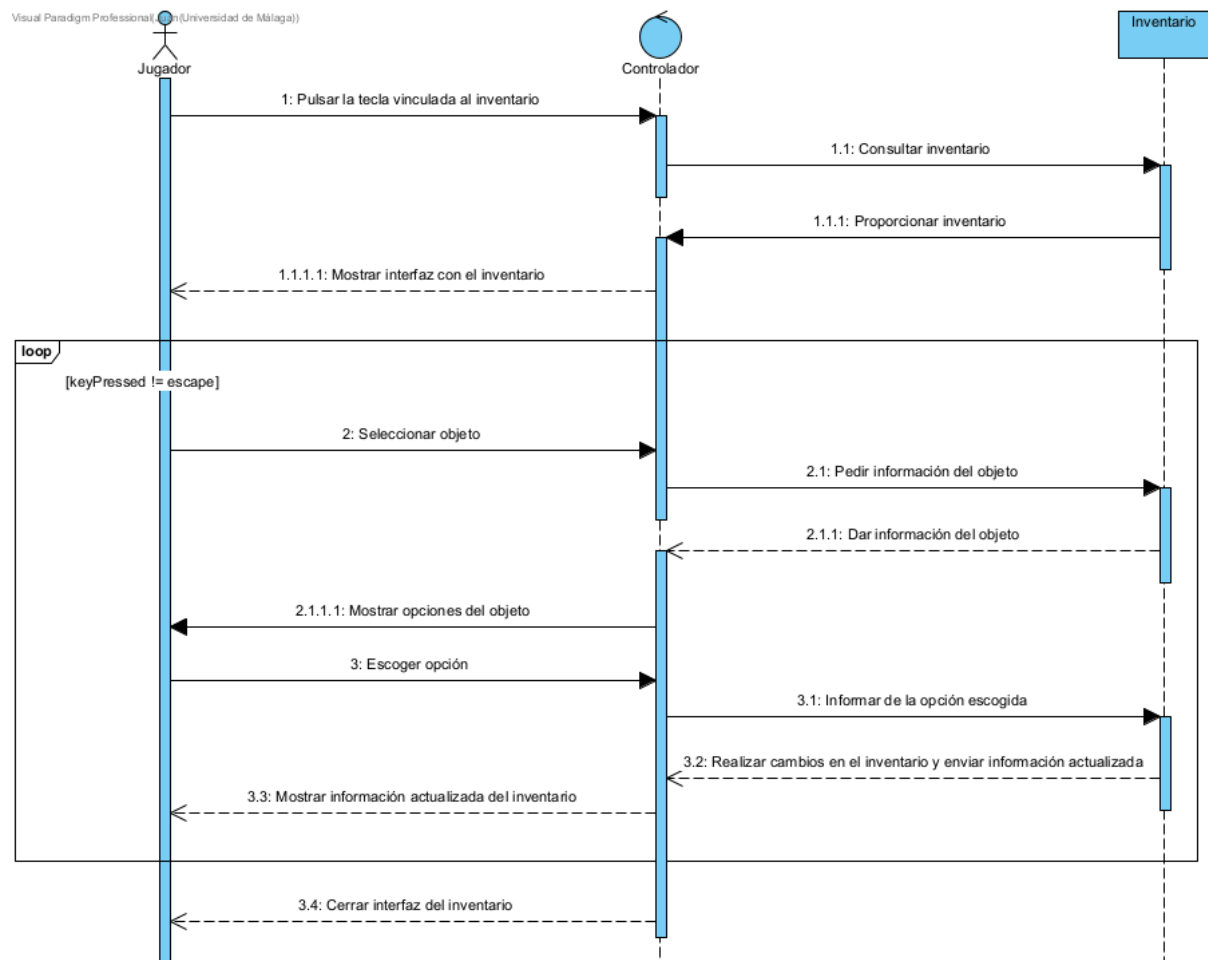 Visual Paradigm Professional(Juan(Universidad de Málaga))
Inventario
Jugador
Controlador
1: Pulsar la tecla vinculada al inventario
1.1: Consultar inventario
1.1.1: Proporcionar inventario
1.1.1.1: Mostrar interfaz con el inventario
loop
[keyPressed != escape]
2: Seleccionar objeto
2.1: Pedir información del objeto
2.1.1: Dar información del objeto
2.1.1.1: Mostrar opciones del objeto
3: Escoger opción
3.1: Informar de la opción escogida
3.2: Realizar cambios en el inventario y enviar información actualizada
3.3: Mostrar información actualizada del inventario
3.4: Cerrar interfaz del inventario